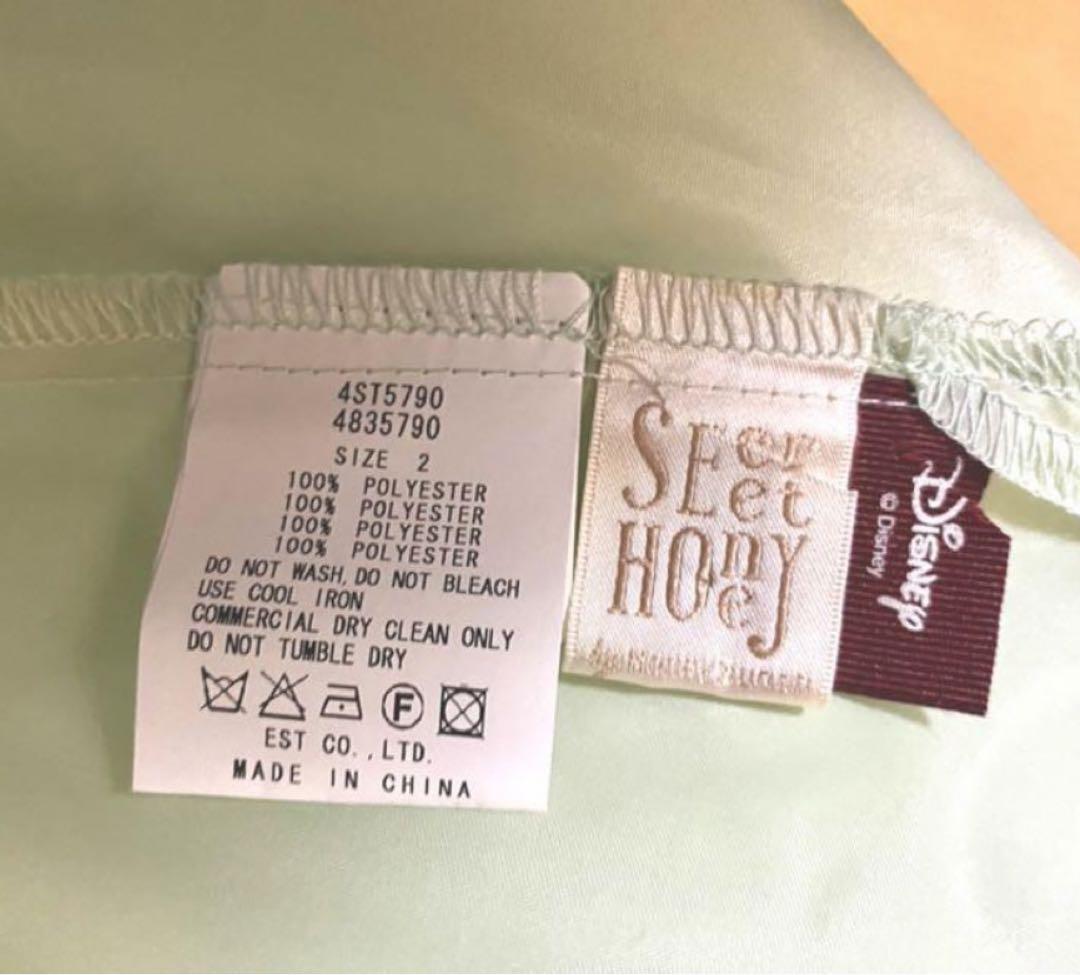 4ST5790
4835790
SIZE 2
100% POLYESTER
100% POLYESTER
100% POLYESTER
100% POLYESTER
DO NOT WASH, DO NOT BLEACH
USE COOL IRON
COMMERCIAL DRY CLEAN ONLY
DO NOT TUMBLE DRY
F
EST CO.,LTD.
MADE IN CHINA
SEcret
HOney
Disney
© Disney